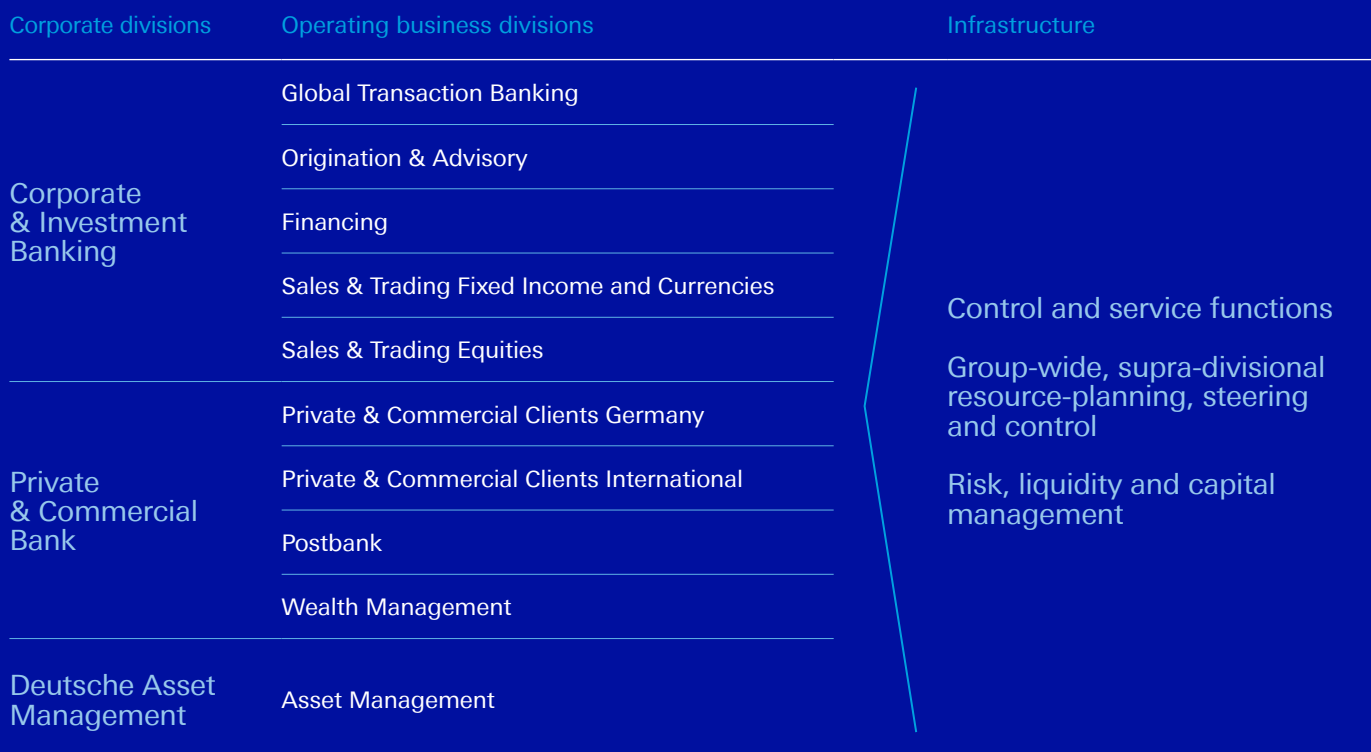 Corporate divisions
Operating business divisions
Infrastructure
Corporate
& Investment
Banking
Global Transaction Banking
Origination & Advisory
Financing
Sales & Trading Fixed Income and Currencies
Sales & Trading Equities
Private
& Commercial
Bank
Private & Commercial Clients Germany
Private & Commercial Clients International
Postbank
Wealth Management
Deutsche Asset
Management
Asset Management
Control and service functions
Group-wide, supra-divisional
resource-planning, steering
and control
Risk, liquidity and capital
management